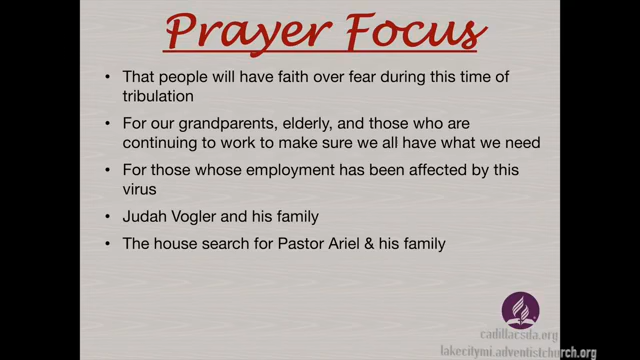 Prayer Focus
• That people will have faith over fear during this time of
tribulation
• For our grandparents, elderly, and those who are
continuing to work to make sure we all have what we need
• For those whose employment has been affected by this
virus
• Judah Vogler and his family
• The house search for Pastor Ariel & his family
cadillacsda.org
lakecitymi.adventistchurch.org